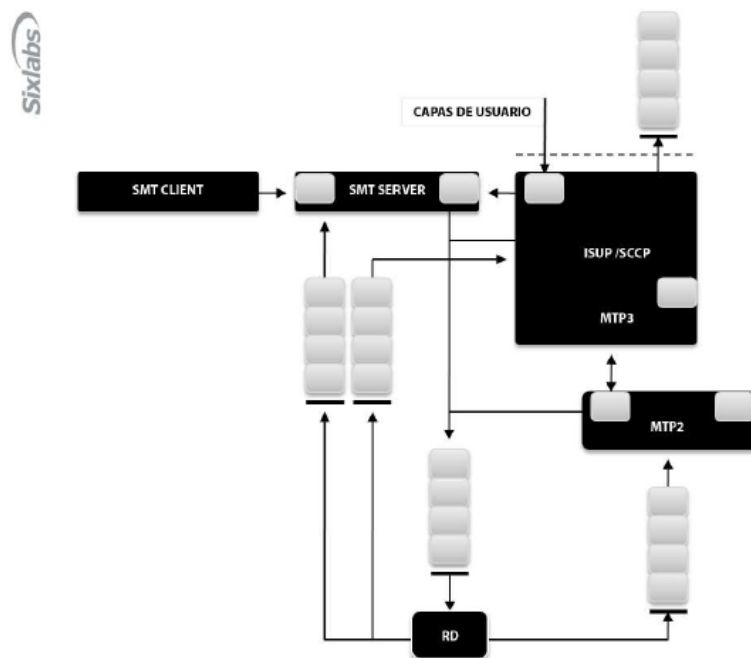 Sixlabs
CAPAS DE USUARIO
SMT CLIENT
SMT SERVER
ISUP /SCCP
MTP3
MTP2
RD